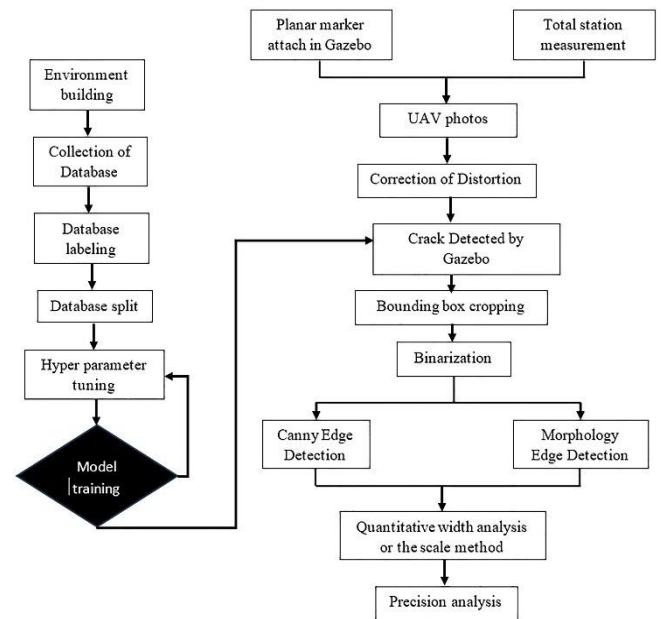 Environment
building
Collection of
Database
Database
labeling
Database split
Hyper parameter
tuning
Model
training
Planar marker
attach in Gazebo
Total station
measurement
UAV photos
Correction of Distortion
Crack Detected by
Gazebo
Bounding box cropping
Binarization
Canny Edge
Detection
Morphology
Edge Detection
Quantitative width analysis
or the scale method
Precision analysis